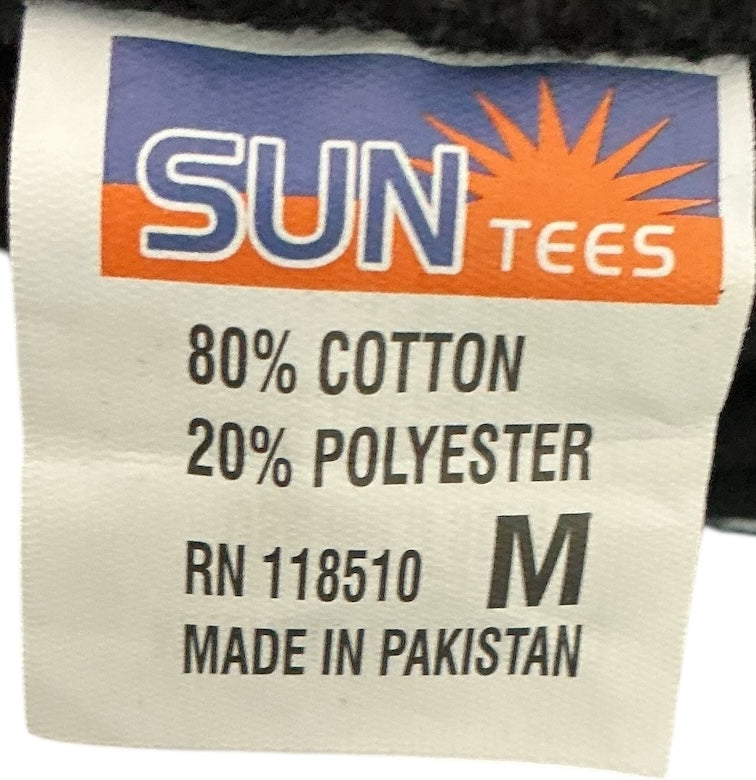 SUN TEES
80% COTTON
20% POLYESTER
RN 118510 M
MADE IN PAKISTAN